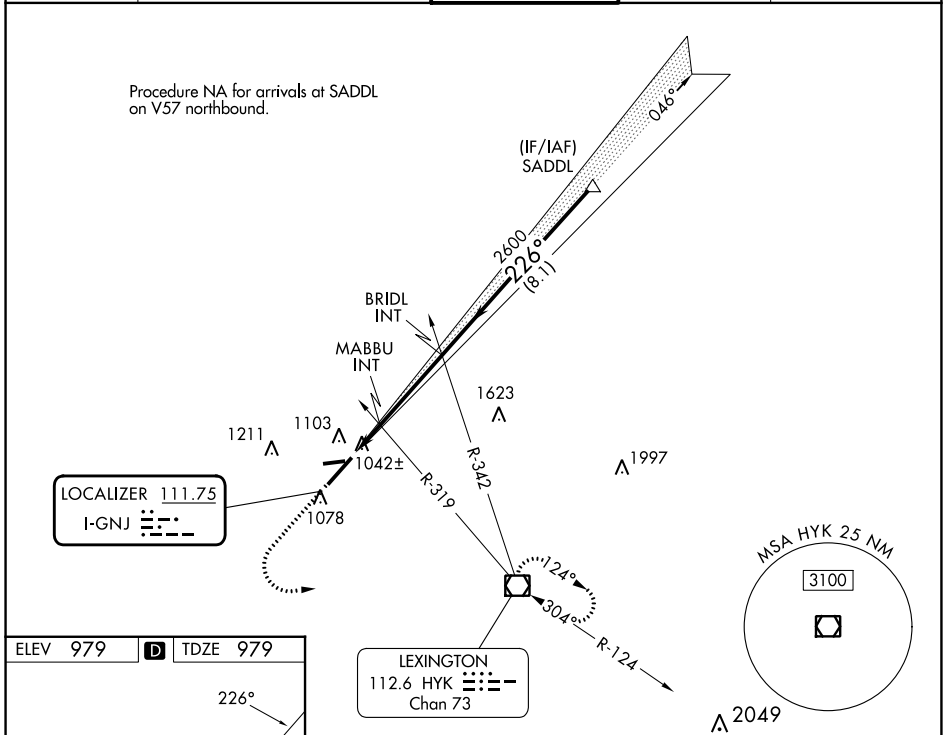 Procedure NA for arrivals at SADDL
on V57 northbound.
046°
(IF/IAF)
SADDL
2600
226°
(8.1)
BRIDL
INT
MABBU
INT
1623
1103
1211
1042±
1997
R-342
R-319
LOCALIZER 111.75
I-GNJ
1078
MSA HYK 25 NM
3100
124°
304°
R-124
LEXINGTON
112.6 HYK
Chan 73
2049
ELEV 979 D TDZE 979
226°